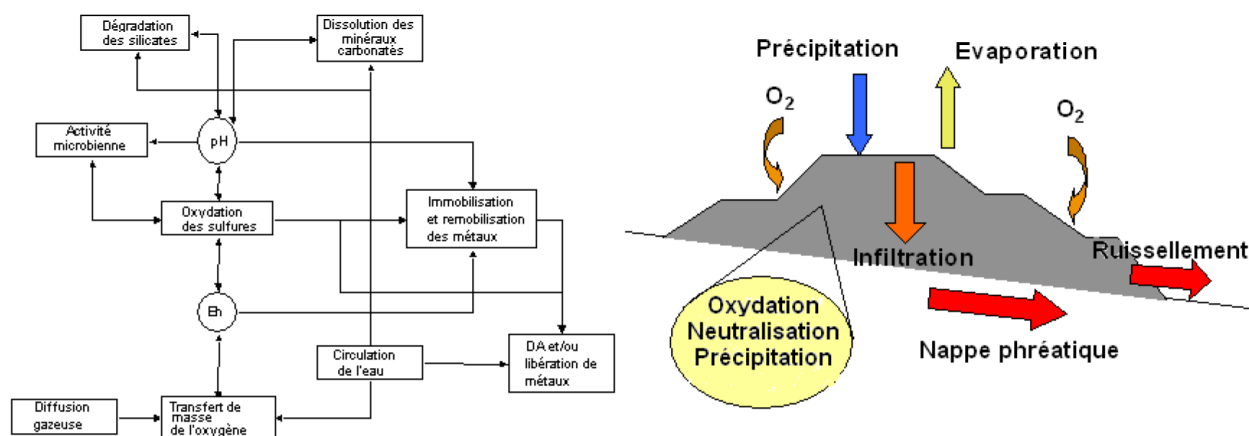 Dégradation
des silicates
Dissolution des
minéraux
carbonatés
Activité
microbienne
pH
Oxydation
des sulfures
Immobilisation
et remobilisation
des métaux
Eh
Circulation
de l'eau
DA et/ou
libération de
métaux
Diffusion
gazeuse
Transfert de
masse
de l'oxygène
Précipitation
Evaporation
O2
O2
Infiltration
Ruissellement
Oxydation
Neutralisation
Précipitation
Nappe phréatique